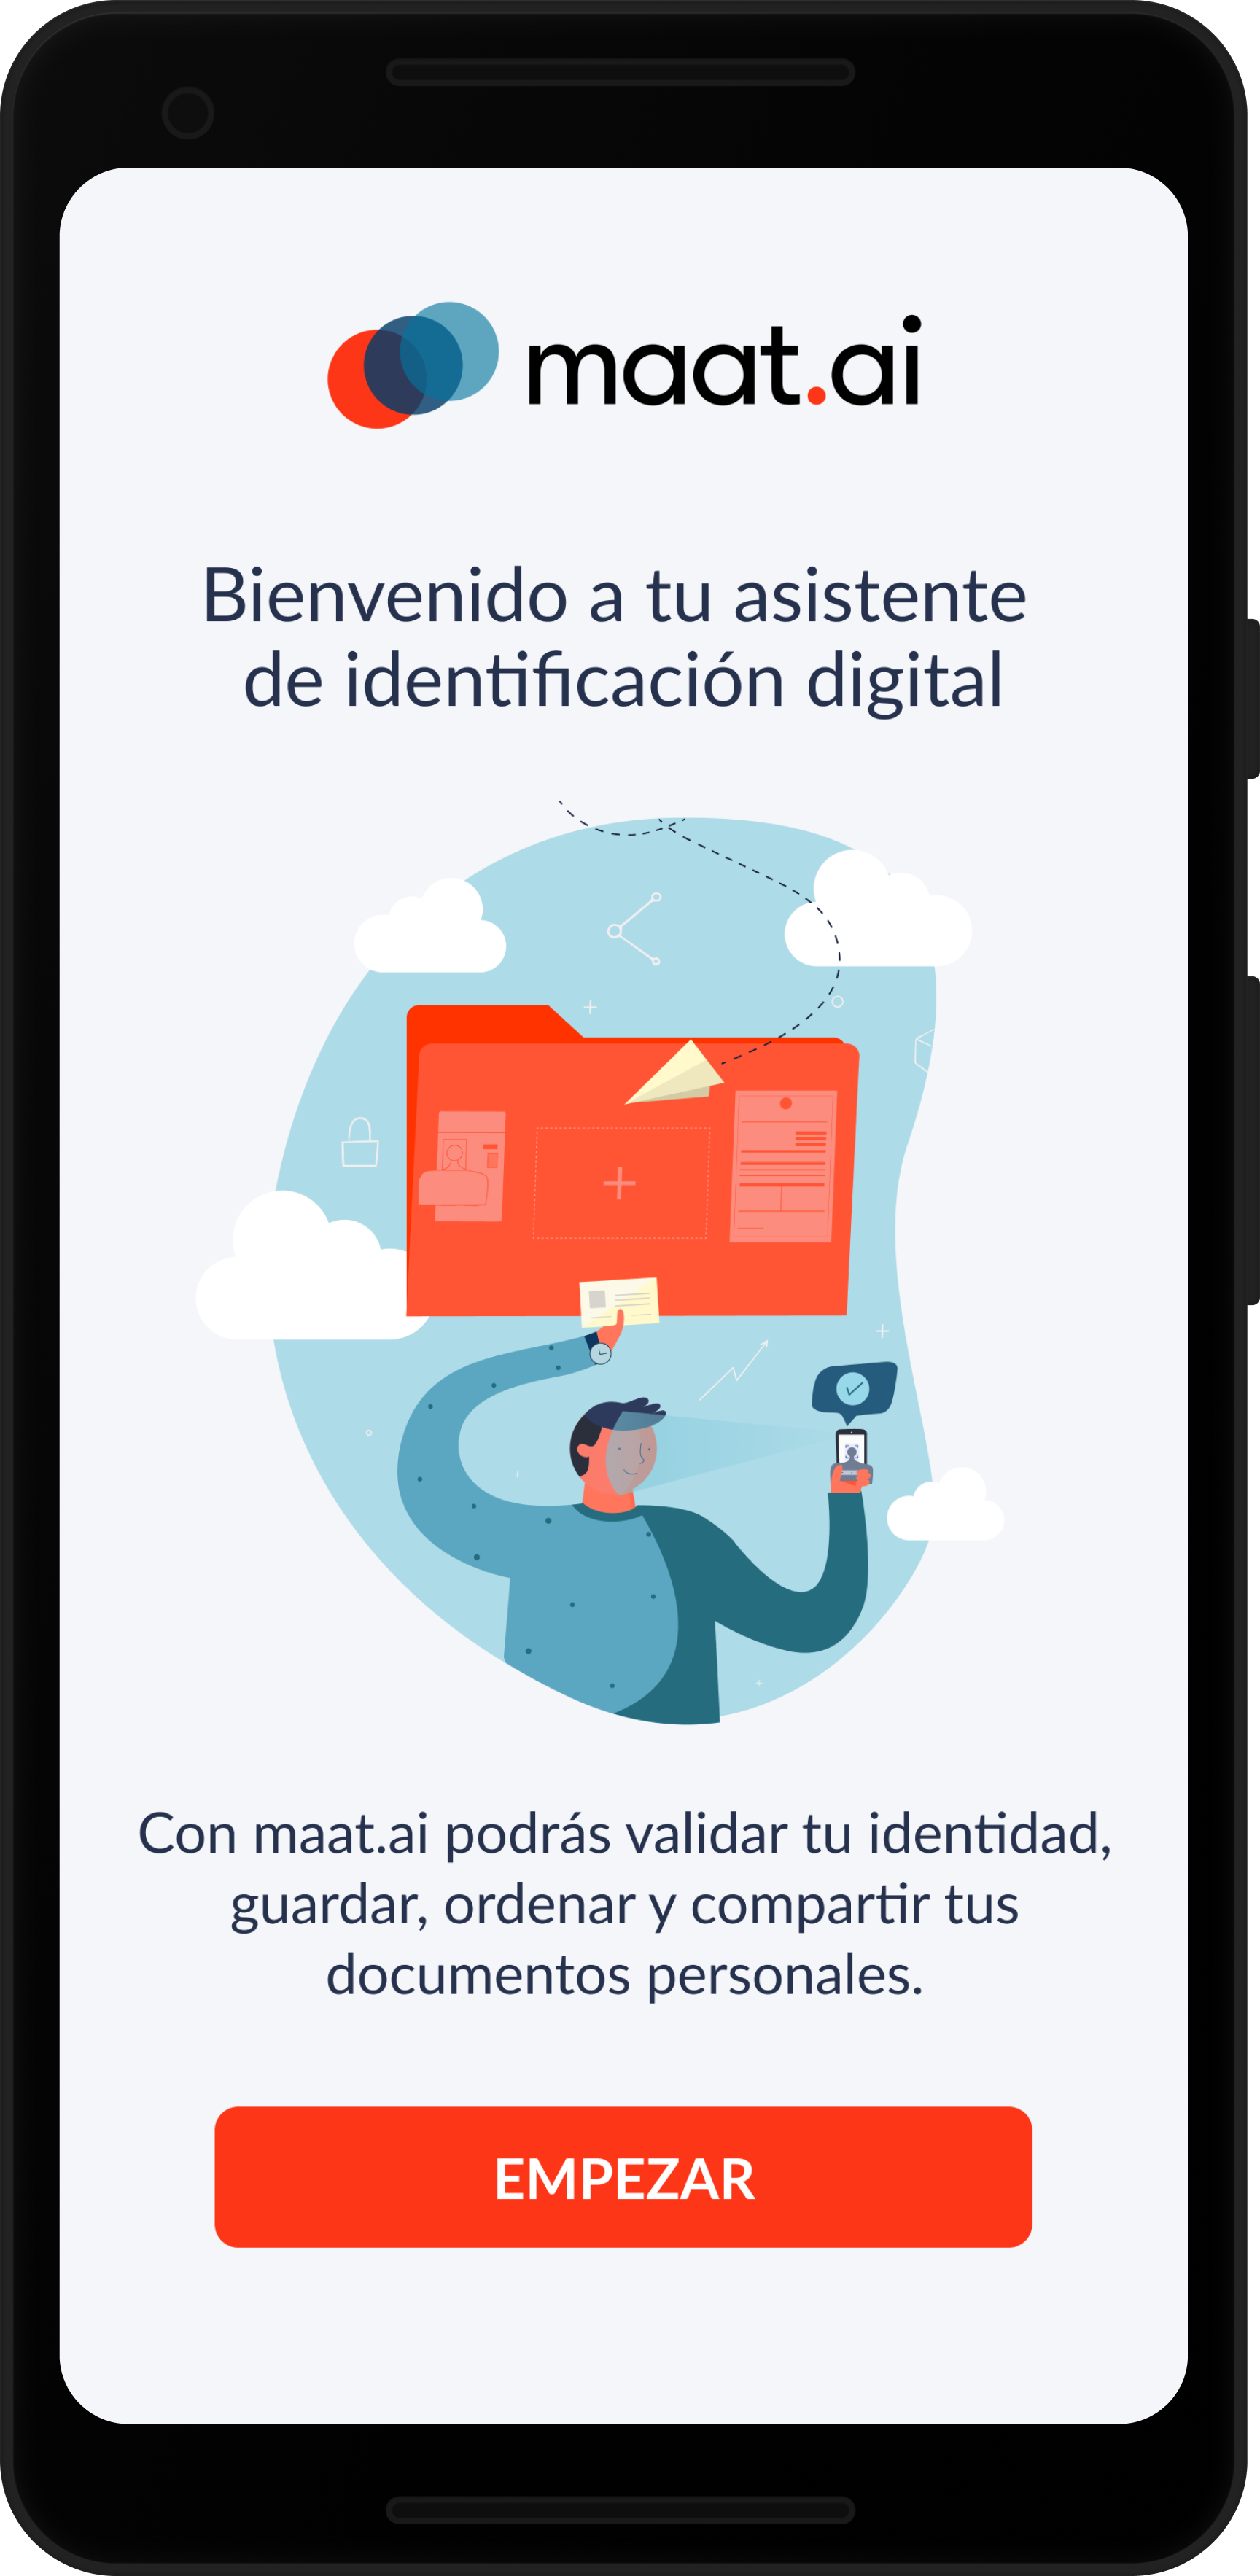 maat.ai
Bienvenido a tu asistente
de identificación digital
Con maat.ai podrás validar tu identidad,
guardar, ordenar y compartir tus
documentos personales.
EMPEZAR